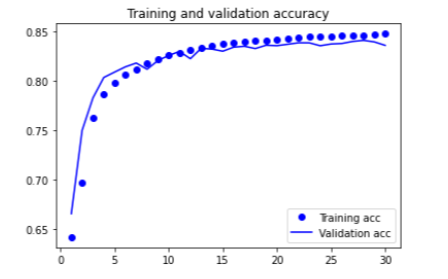 Training and validation accuracy
0.85
0.80
0.75
0.70
0.65
Training acc
Validation acc
0 5 10 15 20 25 30